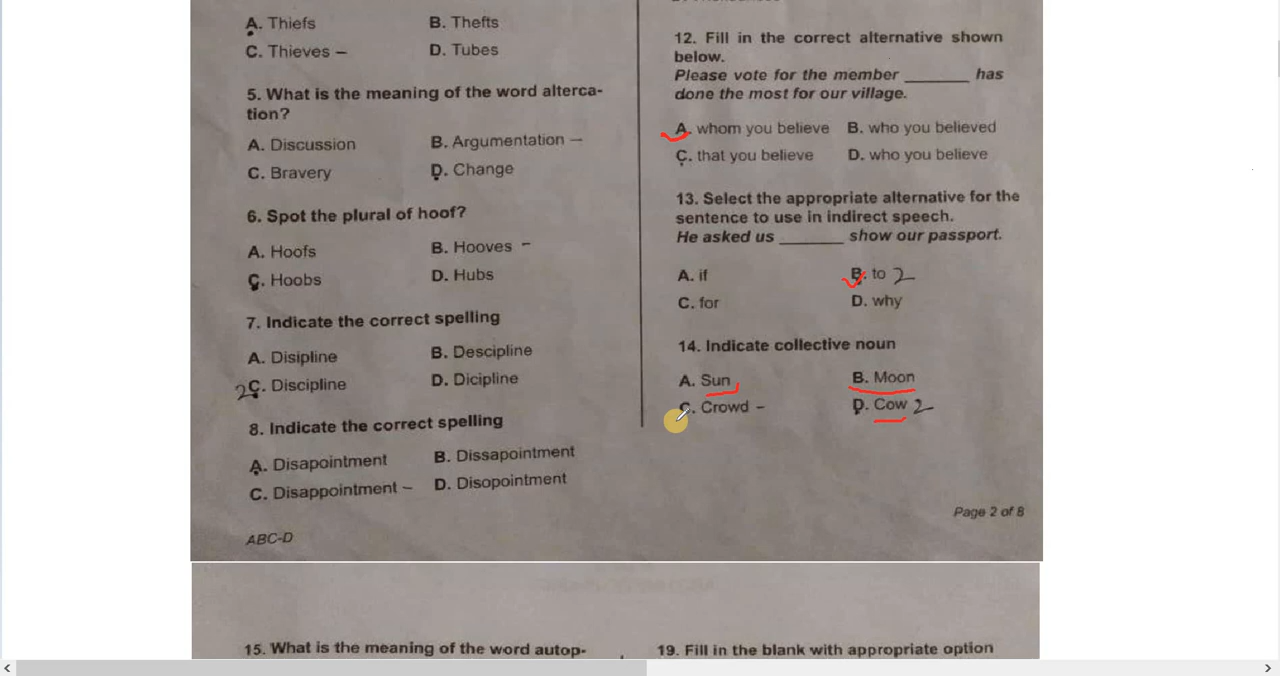 A. Thiefs
B. Thefts
C. Thieves –
D. Tubes
5. What is the meaning of the word alterca-
tion?
A. Discussion
B. Argumentation –
C. Bravery
D. Change
6. Spot the plural of hoof?
A. Hoofs
B. Hooves –
C. Hoobs
D. Hubs
7. Indicate the correct spelling
A. Disipline
B. Descipline
2 C. Discipline
D. Dicipline
8. Indicate the correct spelling
A. Disapointment
B. Dissapointment
C. Disappointment –
D. Disopointment
ABC-D
12. Fill in the correct alternative shown
below.
Please vote for the member _______ has
done the most for our village.
A. whom you believe
B. who you believed
C. that you believe
D. who you believe
13. Select the appropriate alternative for the
sentence to use in indirect speech.
He asked us _______ show our passport.
A. if
B. to 2
C. for
D. why
14. Indicate collective noun
A. Sun
B. Moon
C. Crowd –
D. Cow 2
Page 2 of 8
15. What is the meaning of the word autop-
19. Fill in the blank with appropriate option